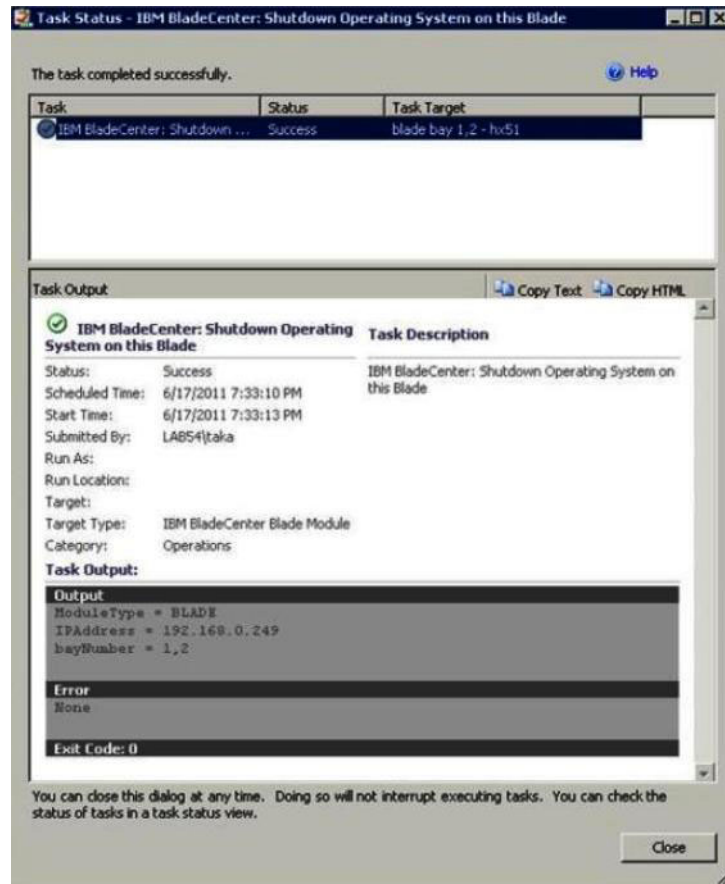 Task Status - IBM BladeCenter: Shutdown Operating System on this Blade
The task completed successfully.
Help
Task Status Task Target
IBM BladeCenter: Shutdown ... Success blade bay 1,2 - hx51
Task Output
Copy Text Copy HTML
IBM BladeCenter: Shutdown Operating
System on this Blade
Task Description
Status: Success
IBM BladeCenter: Shutdown Operating System on
this Blade
Scheduled Time: 6/17/2011 7:33:10 PM
Start Time: 6/17/2011 7:33:13 PM
Submitted By: LAB54\taka
Run As:
Run Location:
Target:
Target Type: IBM BladeCenter Blade Module
Category: Operations
Task Output:
Output
ModuleType = BLADE
IPAddress = 192.168.0.249
bayNumber = 1,2
Error
None
Exit Code: 0
You can close this dialog at any time. Doing so will not interrupt executing tasks. You can check the
status of tasks in a task status view.
Close